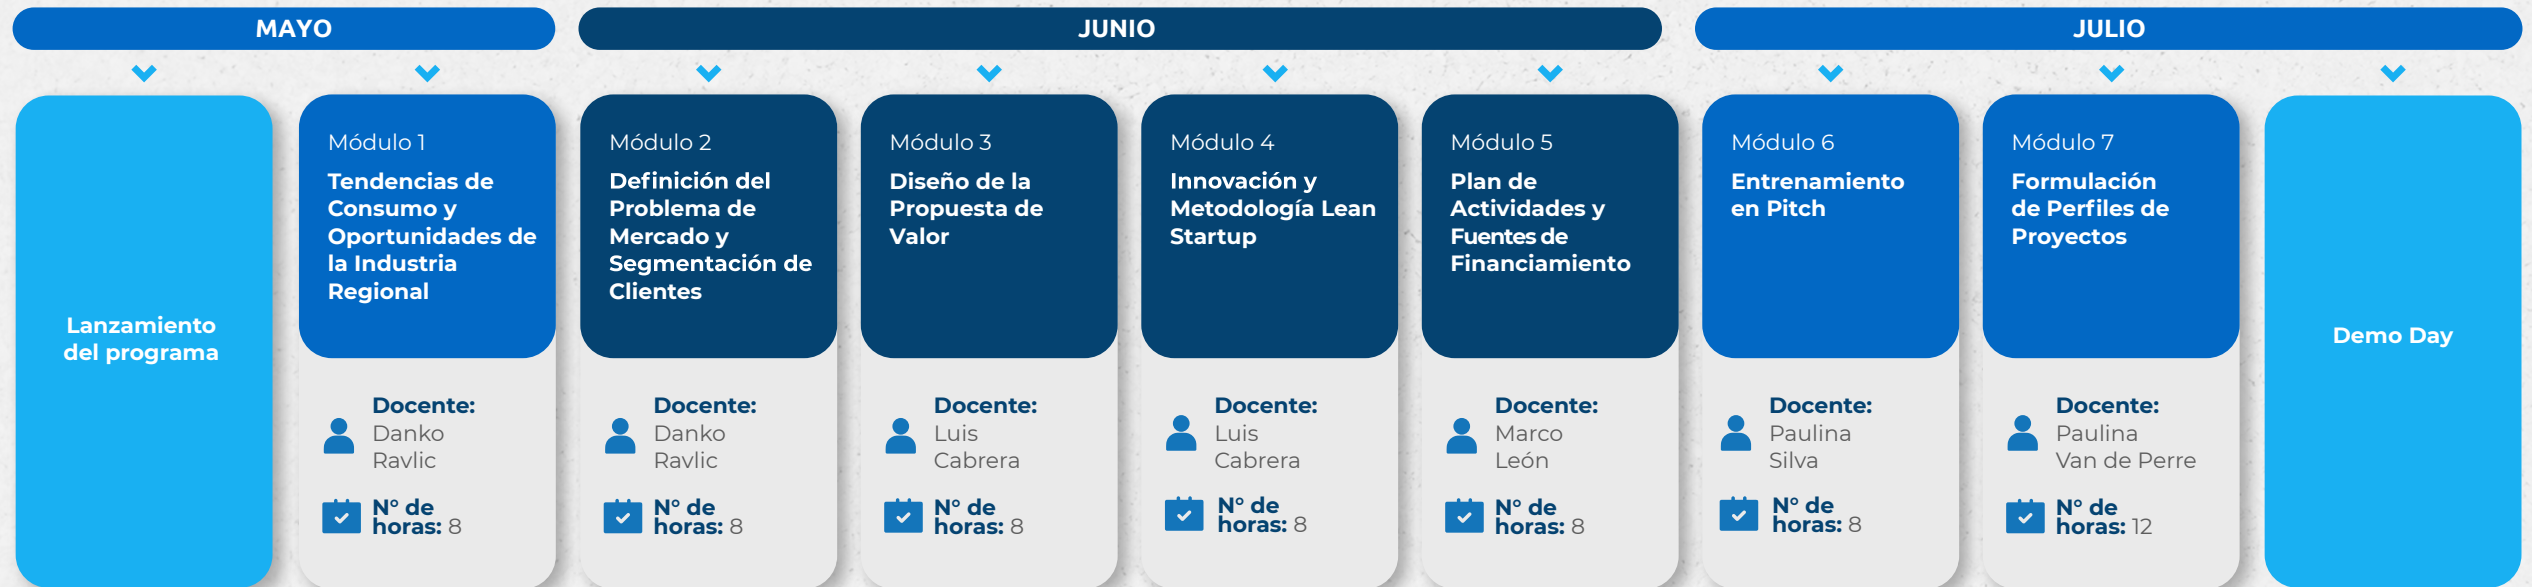 MAYO
JUNIO
JULIO
Lanzamiento
del programa
Módulo 1
Tendencias de
Consumo y
Oportunidades de
la Industria
Regional
Docente:
Danko
Ravlic
N° de
horas: 8
Módulo 2
Definición del
Problema de
Mercado y
Segmentación de
Clientes
Docente:
Danko
Ravlic
N° de
horas: 8
Módulo 3
Diseño de la
Propuesta de
Valor
Docente:
Luis
Cabrera
N° de
horas: 8
Módulo 4
Innovación y
Metodología Lean
Startup
Docente:
Luis
Cabrera
N° de
horas: 8
Módulo 5
Plan de
Actividades y
Fuentes de
Financiamiento
Docente:
Marco
León
N° de
horas: 8
Módulo 6
Entrenamiento
en Pitch
Docente:
Paulina
Silva
N° de
horas: 8
Módulo 7
Formulación
de Perfiles de
Proyectos
Docente:
Paulina
Van de Perre
N° de
horas: 12
Demo Day